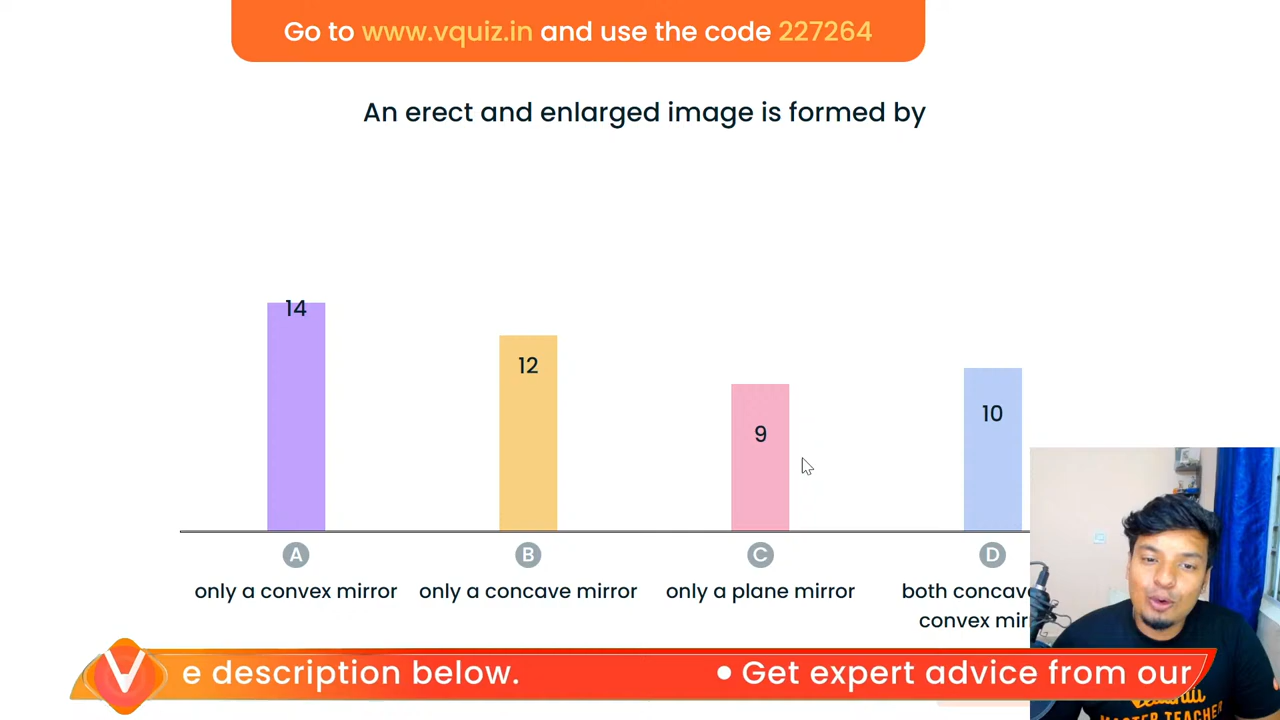 Go to www.vquiz.in and use the code 227264
An erect and enlarged image is formed by
14
12
9
10
A
B
C
D
only a convex mirror
only a concave mirror
only a plane mirror
both concave
convex mir
e description below.
• Get expert advice from our
MASTER TEACHER